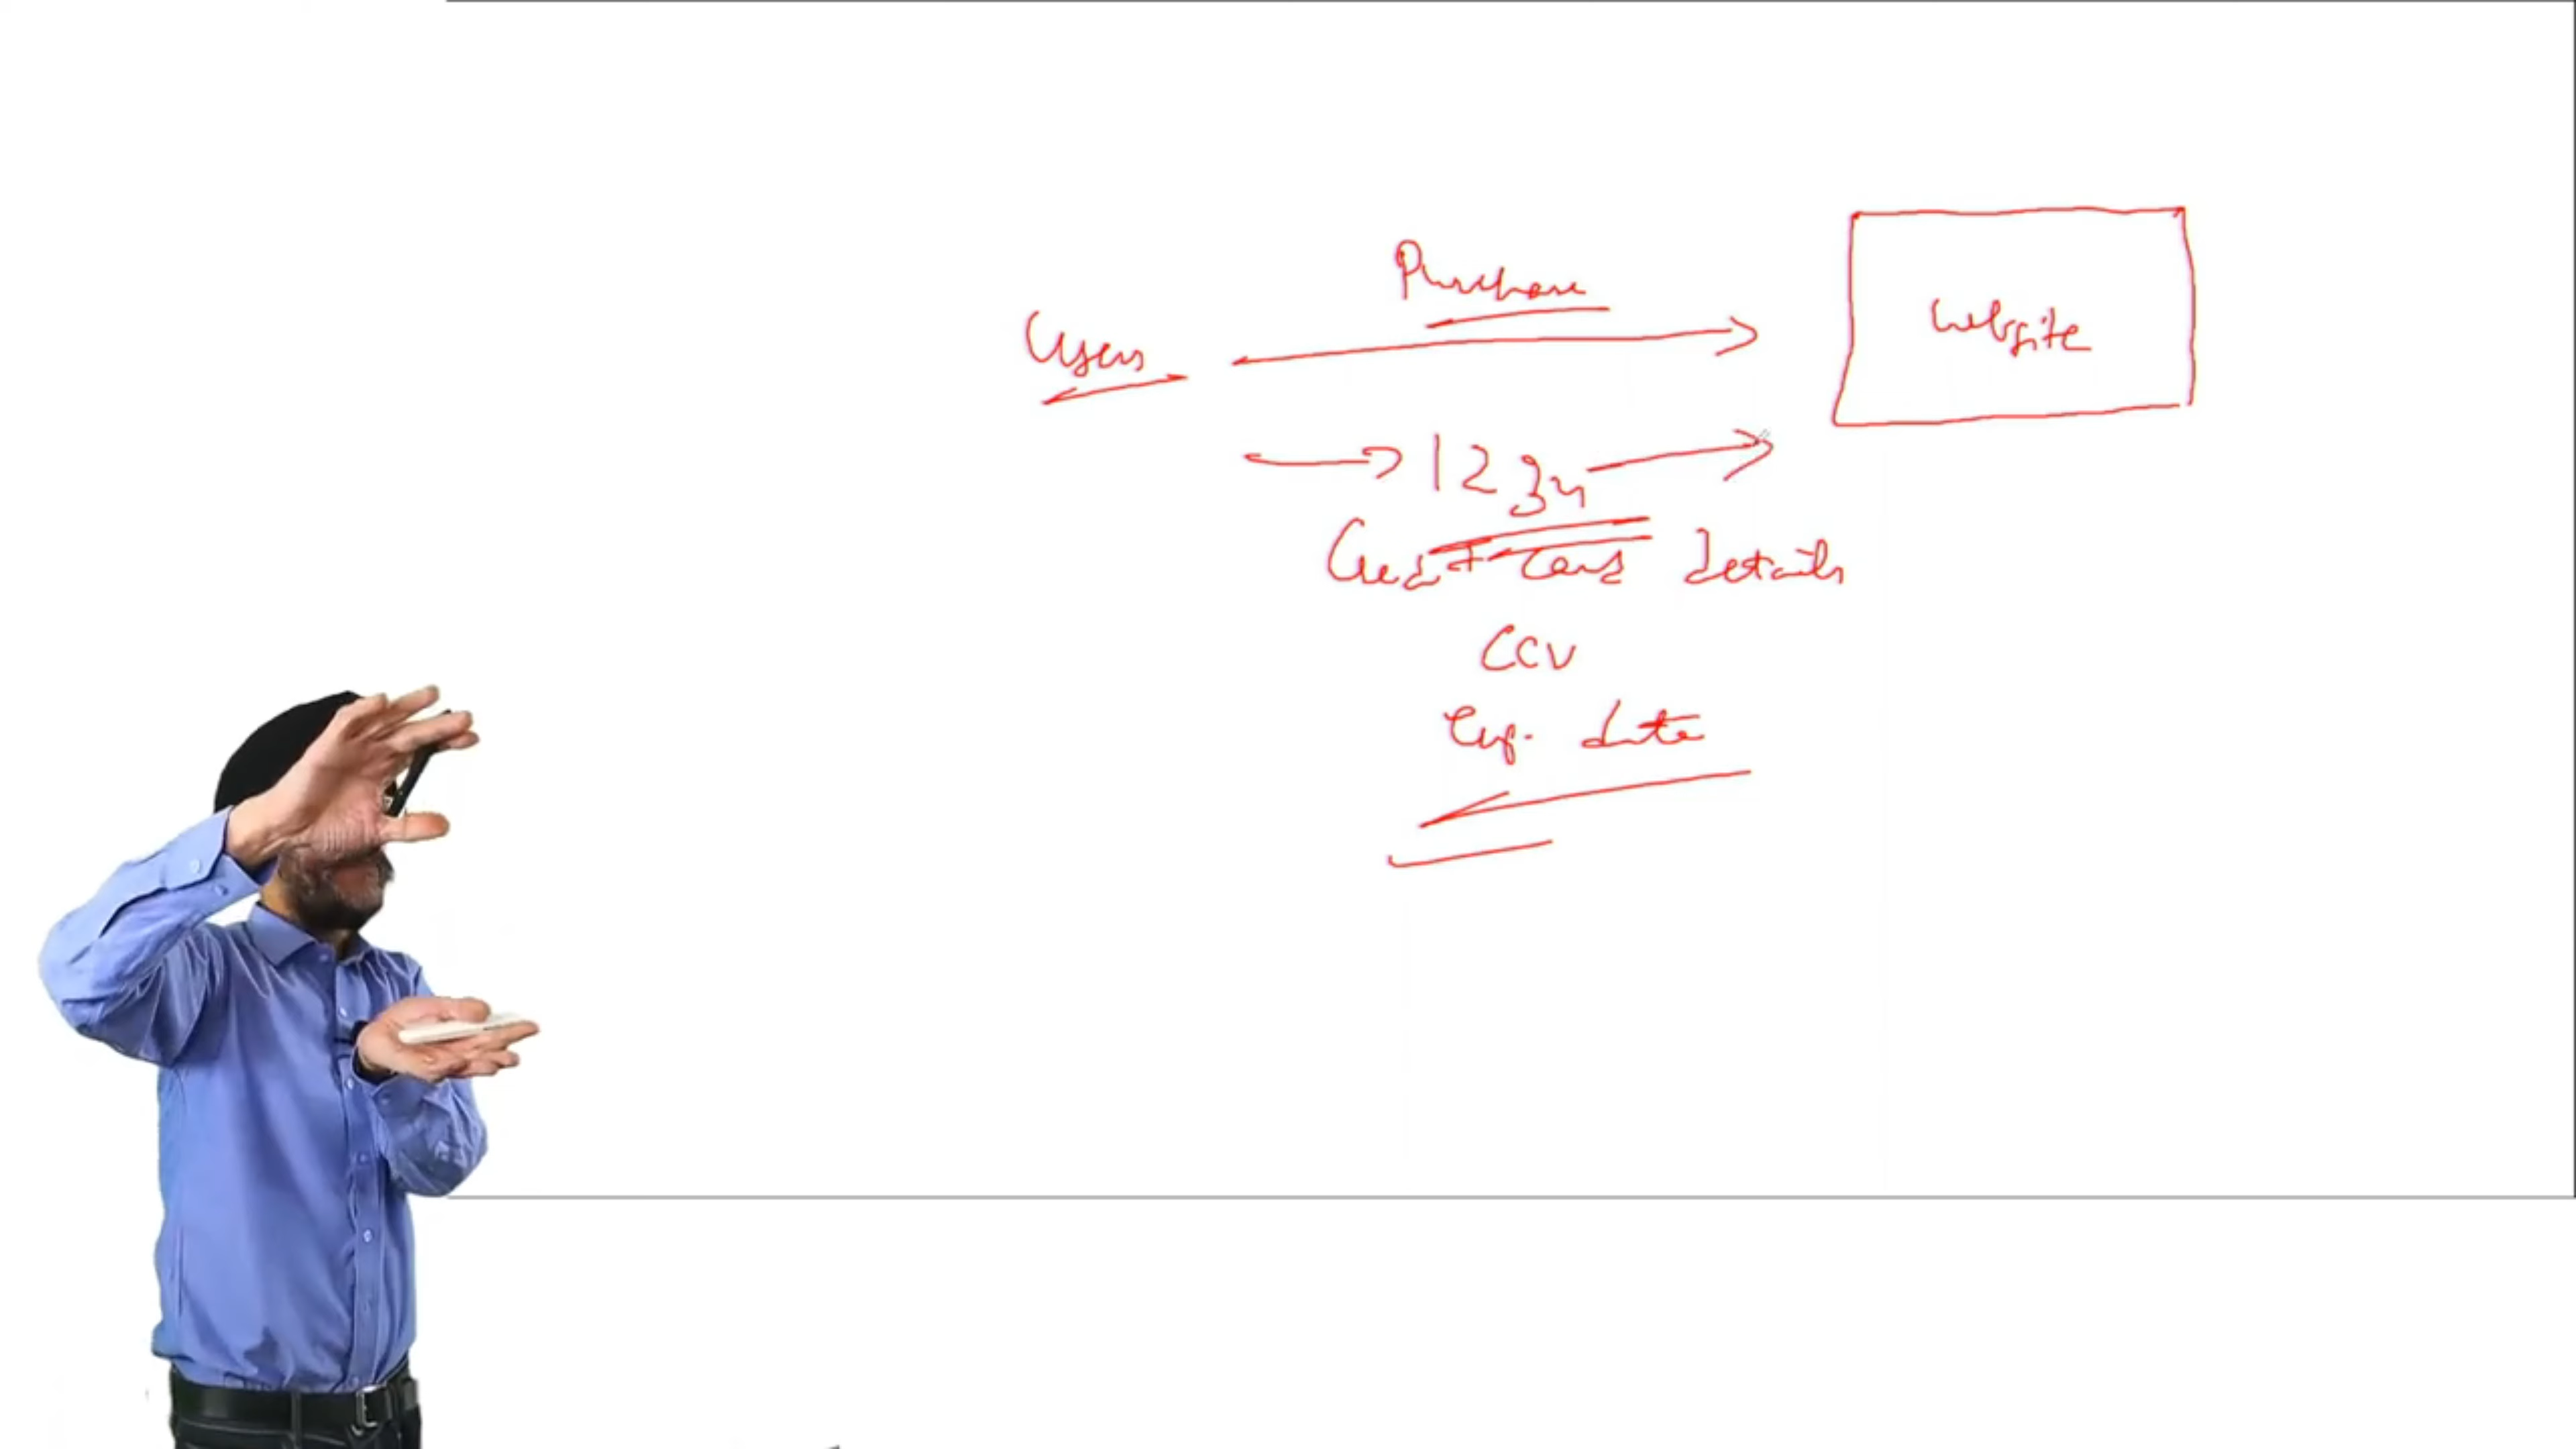 Purchase
Users
website
1234
Credit card details
CCV
Exp. date